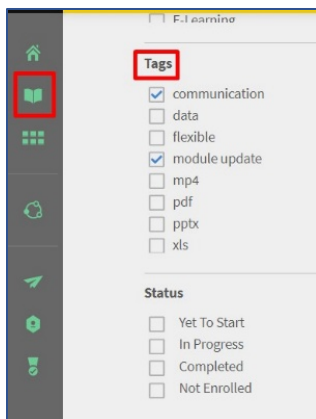 E-Learning
Tags
communication
data
flexible
module update
mp4
pdf
pptx
xls
Status
Yet To Start
In Progress
Completed
Not Enrolled